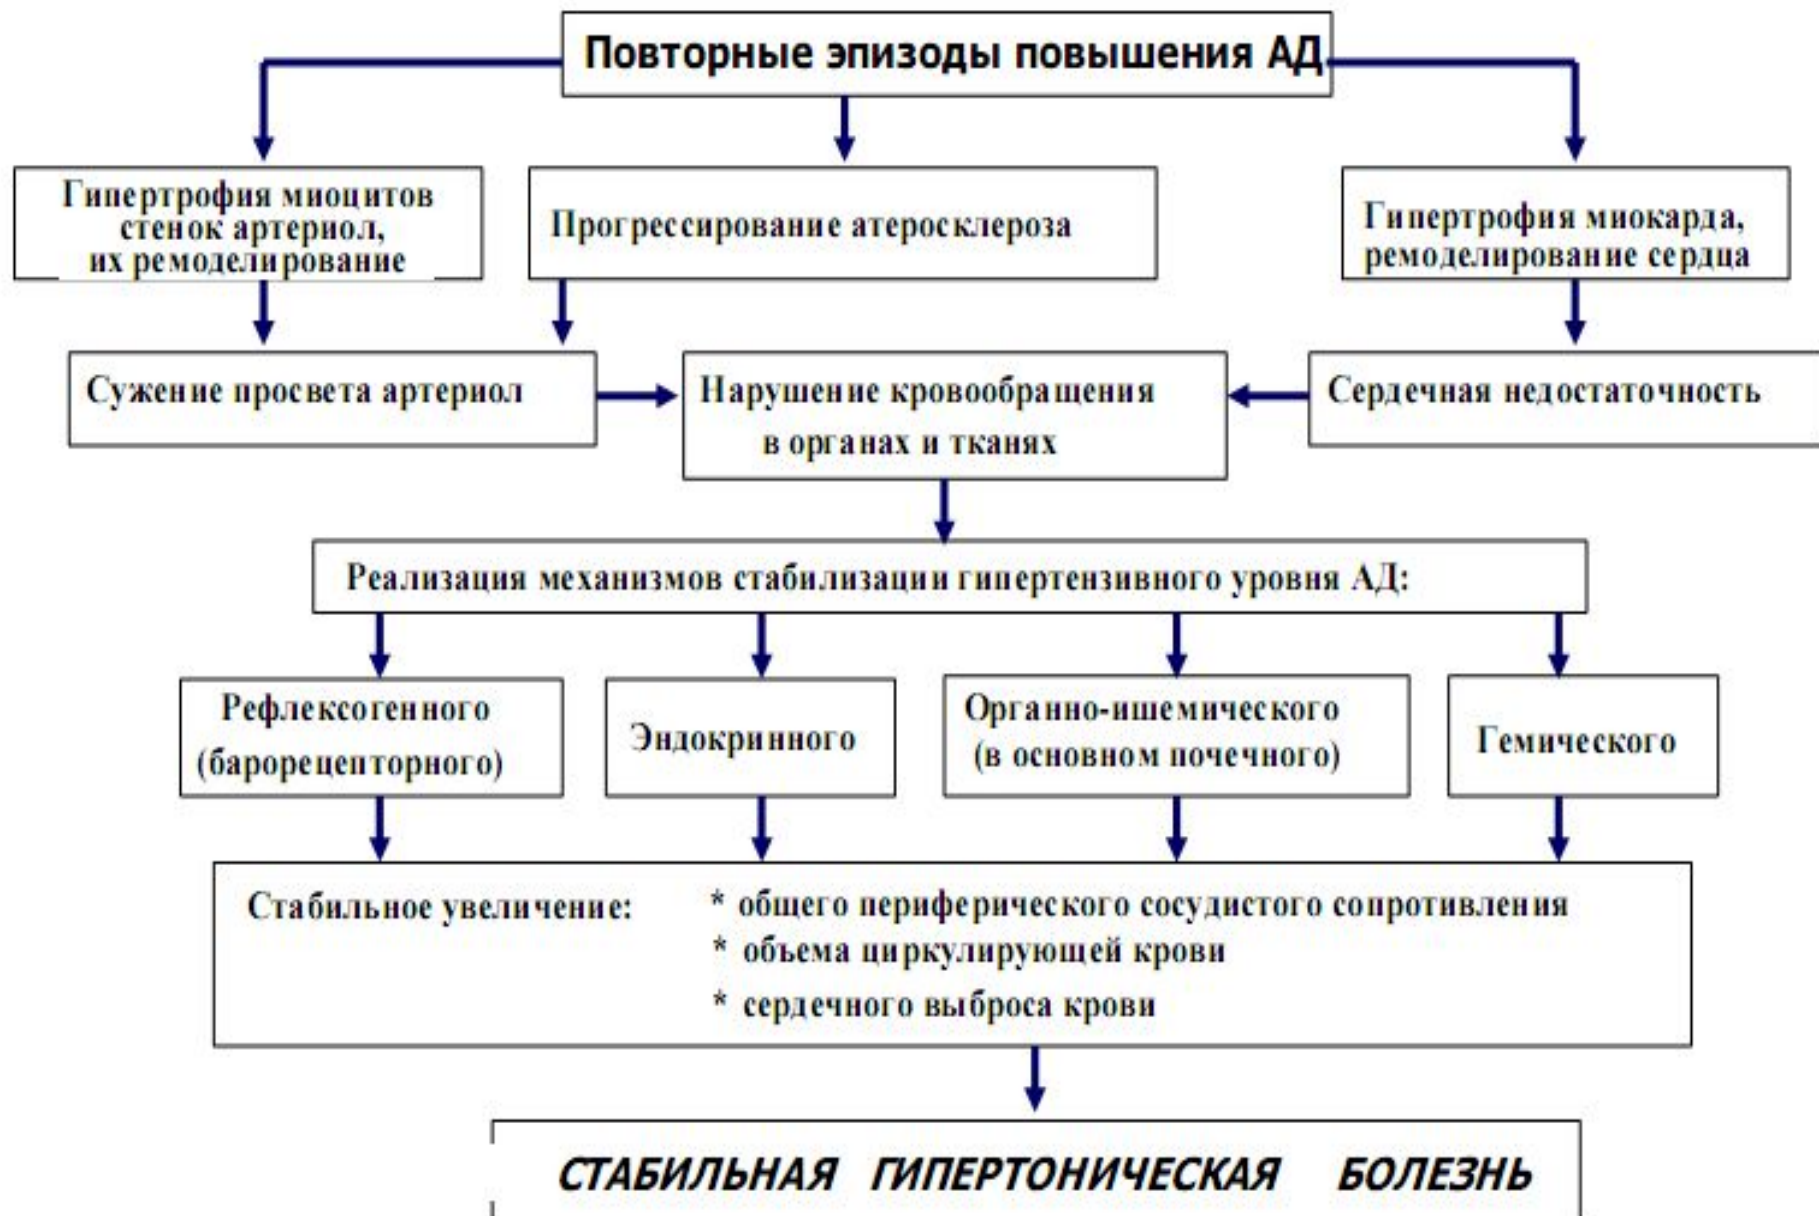 Повторные эпизоды повышения АД
Гипертрофия миоцитов
стенок артериол,
их ремоделирование
Прогрессирование атеросклероза
Гипертрофия миокарда,
ремоделирование сердца
Сужение просвета артериол
Нарушение кровообращения
в органах и тканях
Сердечная недостаточность
Реализация механизмов стабилизации гипертензивного уровня АД:
Рефлексогенного
(барорецепторного)
Эндокринного
Органно-ишемического
(в основном почечного)
Гемического
Стабильное увеличение: * общего периферического сосудистого сопротивления
* объема циркулирующей крови
* сердечного выброса крови
СТАБИЛЬНАЯ ГИПЕРТОНИЧЕСКАЯ БОЛЕЗНЬ